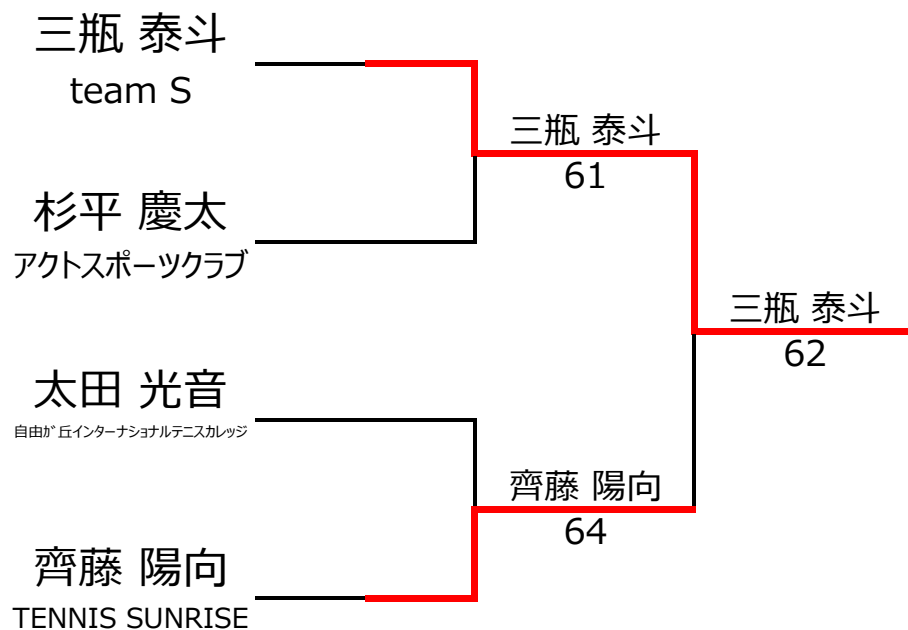 三瓶 泰斗
team S
杉平 慶太
アクトスポーツクラブ
太田 光音
自由が丘インターナショナルテニスカレッジ
齊藤 陽向
TENNIS SUNRISE
三瓶 泰斗
61
齊藤 陽向
64
三瓶 泰斗
62